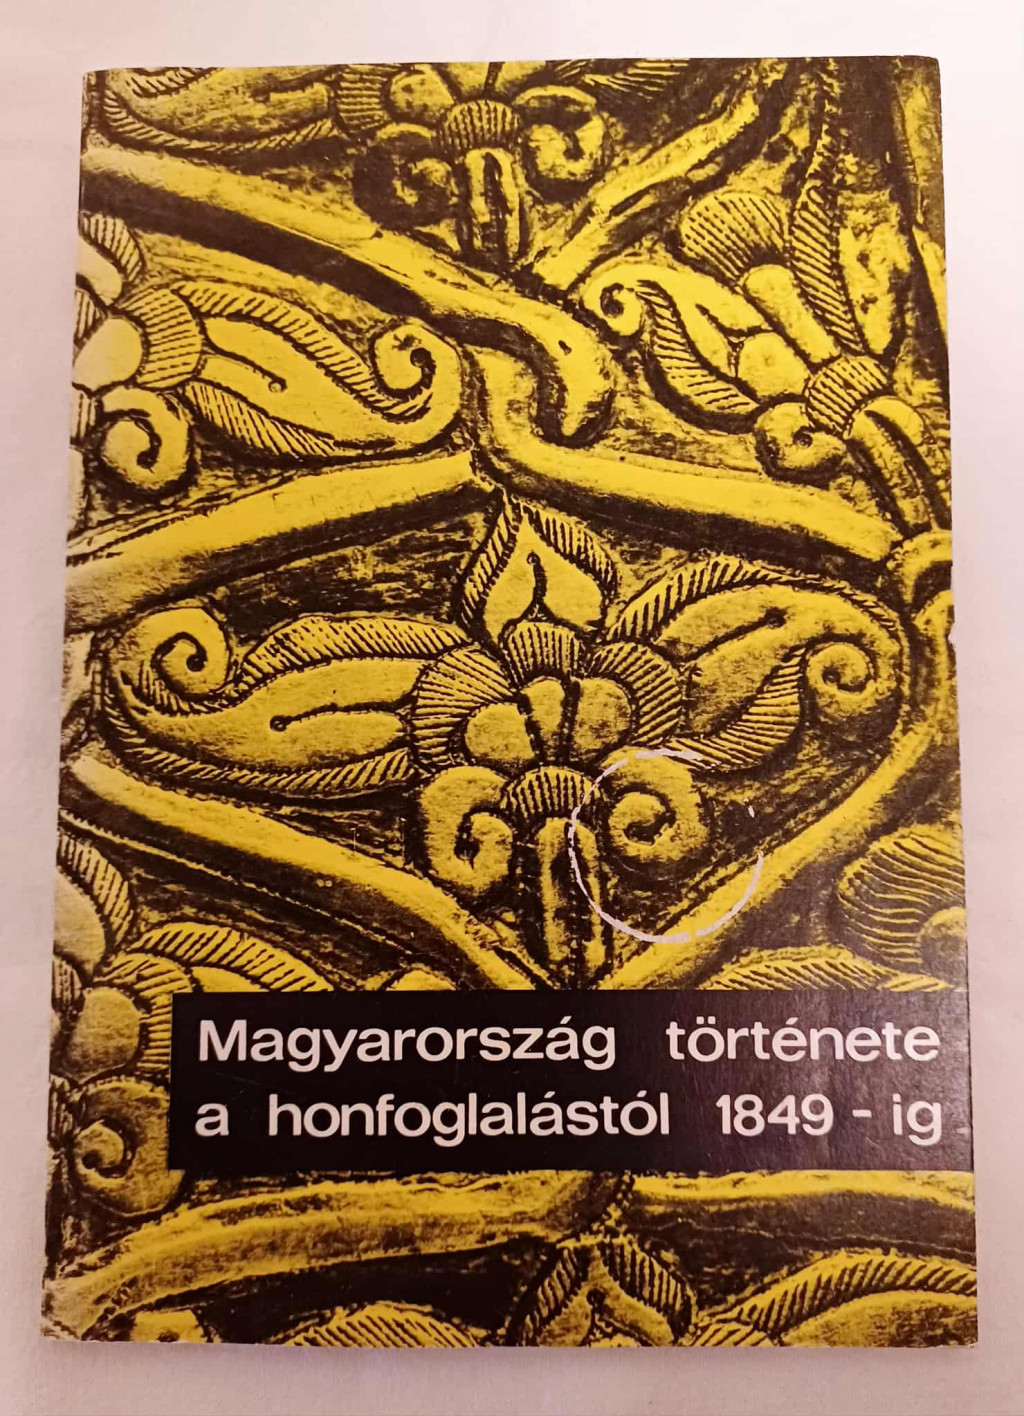 Magyarország története
a honfoglalástól 1849 - ig